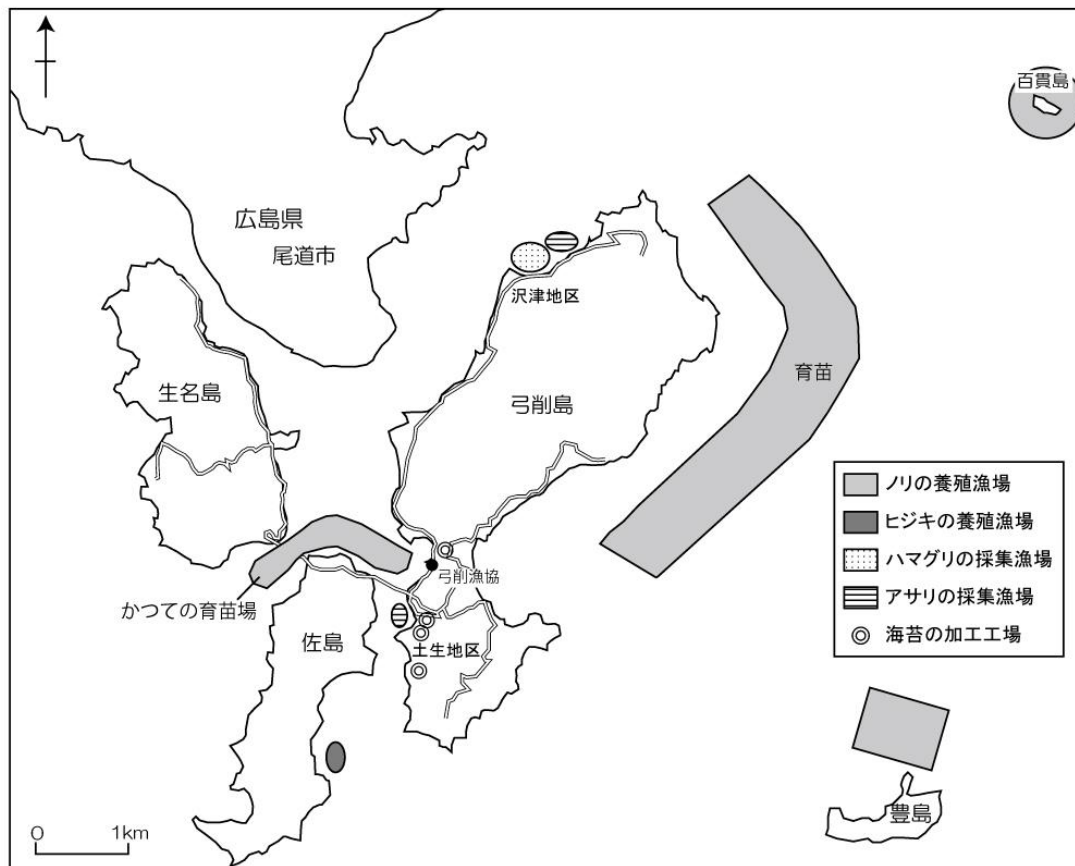 百貫島
広島県
尾道市
沢津地区
生名島
弓削島
育苗
ノリの養殖漁場
ヒジキの養殖漁場
ハマグリの採集漁場
アサリの採集漁場
海苔の加工工場
弓削漁協
かつての育苗場
佐島
土生地区
豊島
0 1km